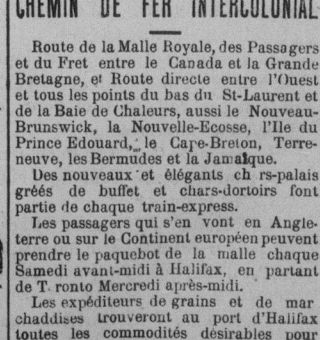 CHEMIN DE FER INTERCOLONIAL
Route de la Malle Royale, des Passagers
et du Fret entre le Canada et la Grande
Bretagne, et Route directe entre l'Ouest
et tous les points du bas du St-Laurent et
de la Baie de Chaleurs, aussi le Nouveau-
Brunswick, la Nouvelle-Ecosse, l'Ile du
Prince Edouard, le Cape-Breton, Terre-
neuve, les Bermudes et la Jamaïque.
Des nouveaux et élégants ch rs-palais
gréés de buffet et chars-dortoirs font
partie de chaque train-express.
Les passagers qui s'en vont en Angle-
terre ou sur le Continent européen peuvent
prendre le paquebot de la malle chaque
Samedi avant-midi à Halifax, en partant
de T ronto Mercredi après-midi.
Les expéditeurs de grains et de mar
chaddises trouveront au port d'Halifax
toutes les commodités désirables pour